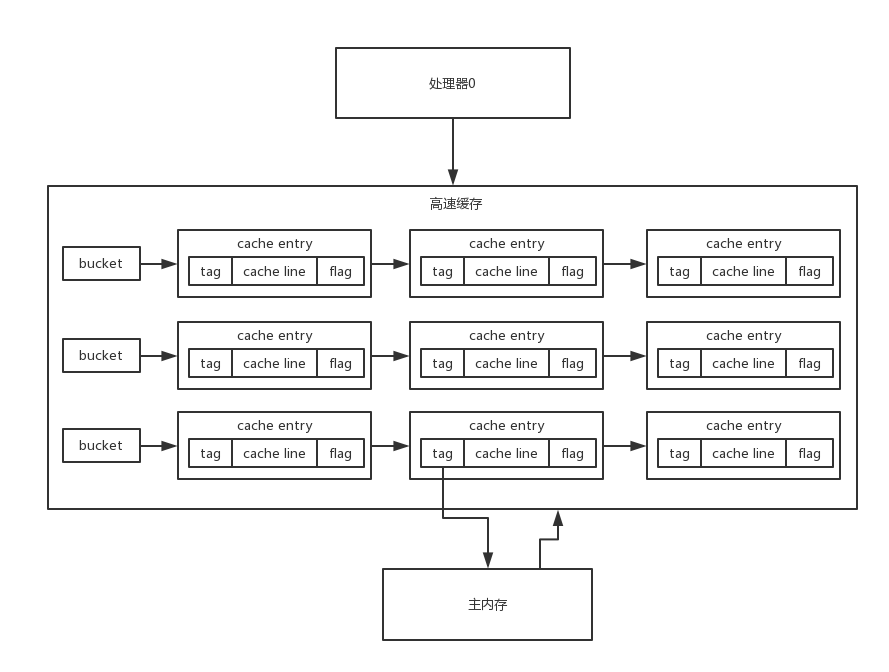 处理器0
高速缓存
cache entry cache entry cache entry
bucket tag cache line flag tag cache line flag tag cache line flag
cache entry cache entry cache entry
bucket tag cache line flag tag cache line flag tag cache line flag
cache entry cache entry cache entry
bucket tag cache line flag tag cache line flag tag cache line flag
主内存